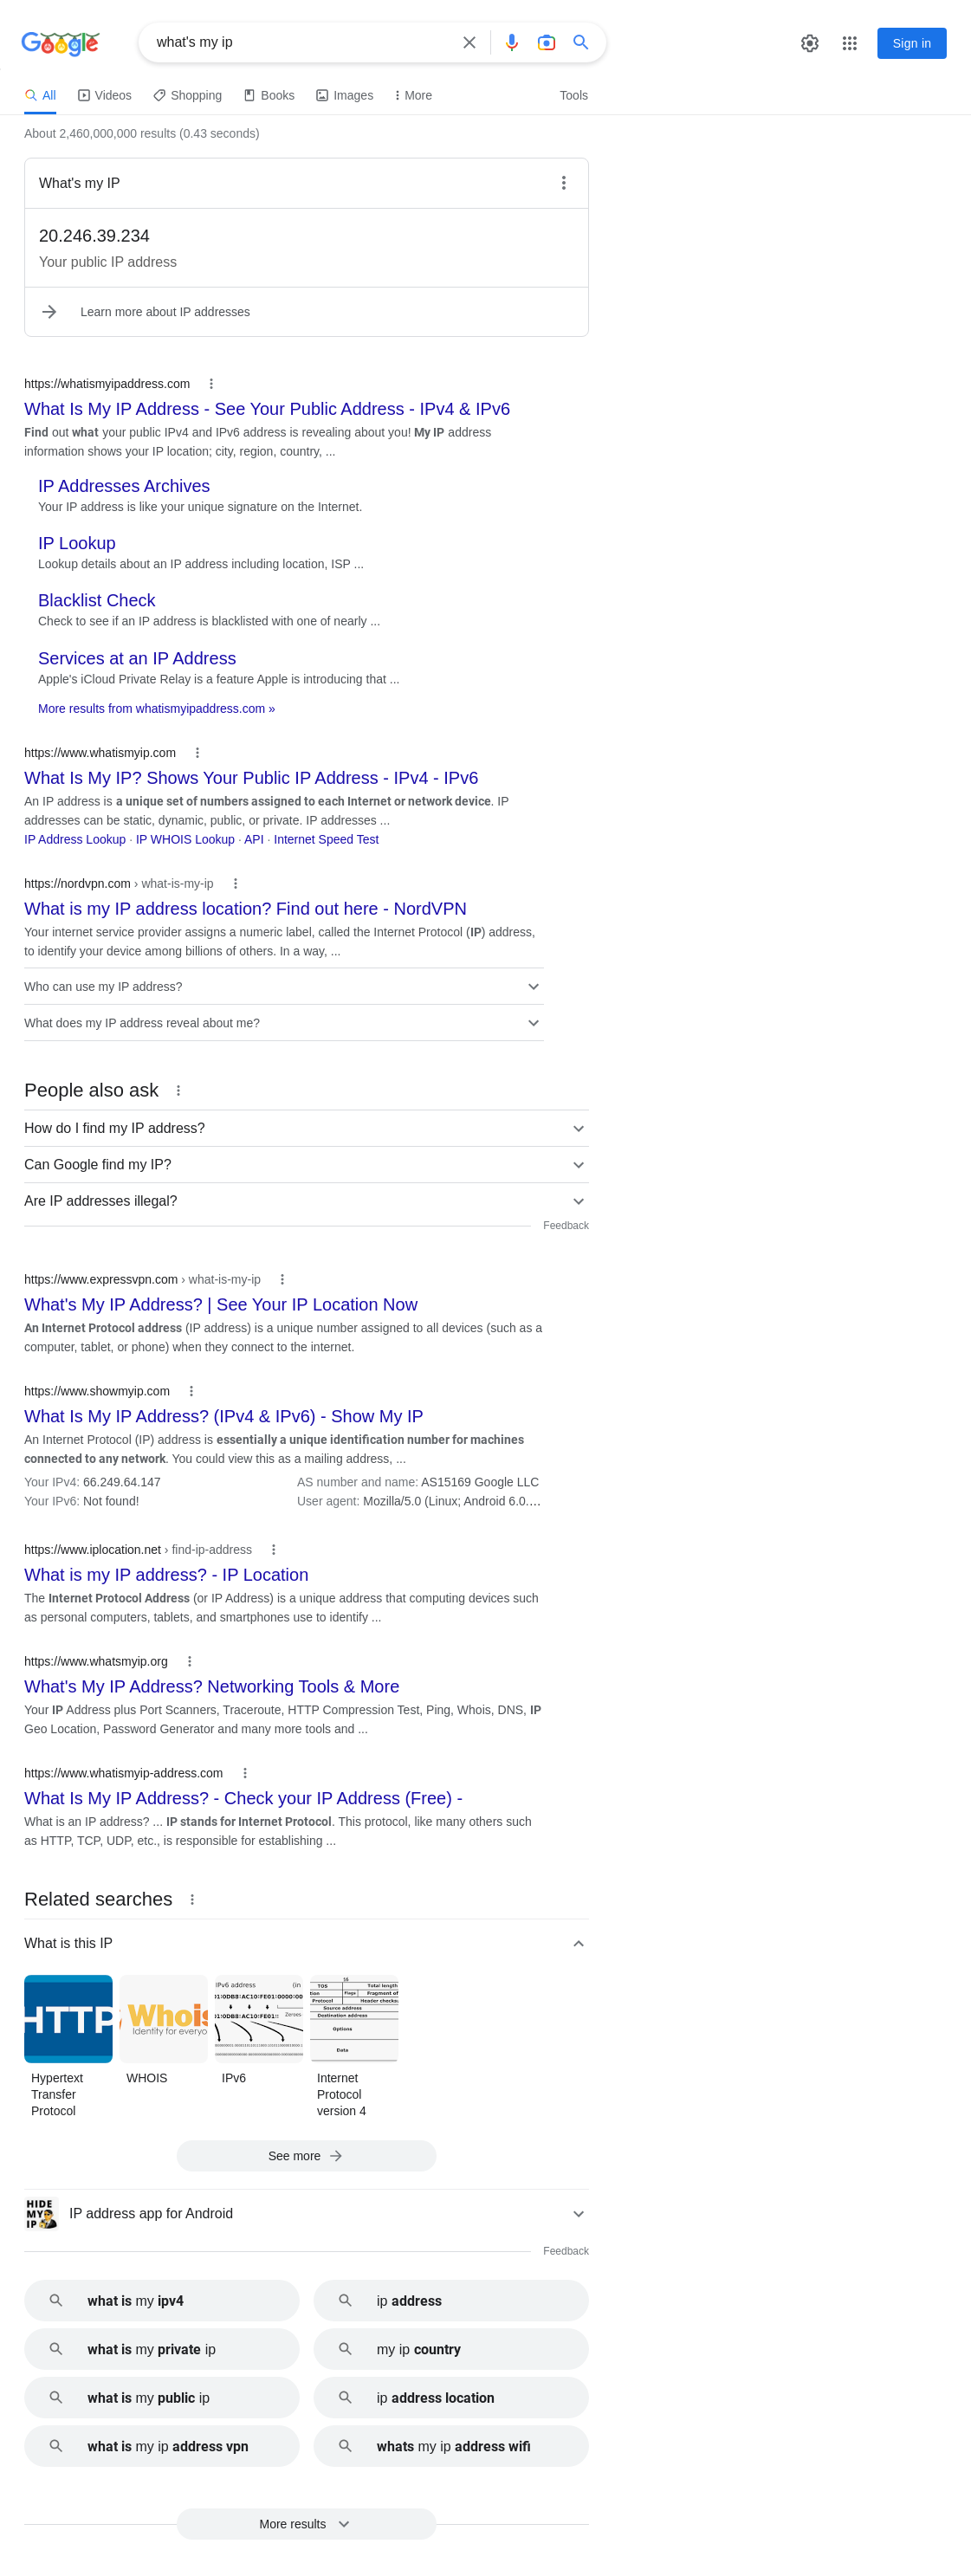 Google
what's my ip
Sign in
All
Videos
Shopping
Books
Images
More
Tools
About 2,460,000,000 results (0.43 seconds)
What's my IP
20.246.39.234
Your public IP address
Learn more about IP addresses
https://whatismyipaddress.com
What Is My IP Address - See Your Public Address - IPv4 & IPv6
Find out what your public IPv4 and IPv6 address is revealing about you! My IP address
information shows your IP location; city, region, country, ...
IP Addresses Archives
Your IP address is like your unique signature on the Internet.
IP Lookup
Lookup details about an IP address including location, ISP ...
Blacklist Check
Check to see if an IP address is blacklisted with one of nearly ...
Services at an IP Address
Apple's iCloud Private Relay is a feature Apple is introducing that ...
More results from whatismyipaddress.com »
https://www.whatismyip.com
What Is My IP? Shows Your Public IP Address - IPv4 - IPv6
An IP address is a unique set of numbers assigned to each Internet or network device. IP
addresses can be static, dynamic, public, or private. IP addresses ...
IP Address Lookup · IP WHOIS Lookup · API · Internet Speed Test
https://nordvpn.com › what-is-my-ip
What is my IP address location? Find out here - NordVPN
Your internet service provider assigns a numeric label, called the Internet Protocol (IP) address,
to identify your device among billions of others. In a way, ...
Who can use my IP address?
What does my IP address reveal about me?
People also ask
How do I find my IP address?
Can Google find my IP?
Are IP addresses illegal?
Feedback
https://www.expressvpn.com › what-is-my-ip
What's My IP Address? | See Your IP Location Now
An Internet Protocol address (IP address) is a unique number assigned to all devices (such as a
computer, tablet, or phone) when they connect to the internet.
https://www.showmyip.com
What Is My IP Address? (IPv4 & IPv6) - Show My IP
An Internet Protocol (IP) address is essentially a unique identification number for machines
connected to any network. You could view this as a mailing address, ...
Your IPv4: 66.249.64.147
AS number and name: AS15169 Google LLC
Your IPv6: Not found!
User agent: Mozilla/5.0 (Linux; Android 6.0....
https://www.iplocation.net › find-ip-address
What is my IP address? - IP Location
The Internet Protocol Address (or IP Address) is a unique address that computing devices such
as personal computers, tablets, and smartphones use to identify ...
https://www.whatsmyip.org
What's My IP Address? Networking Tools & More
Your IP Address plus Port Scanners, Traceroute, HTTP Compression Test, Ping, Whois, DNS, IP
Geo Location, Password Generator and many more tools and ...
https://www.whatismyip-address.com
What Is My IP Address? - Check your IP Address (Free) -
What is an IP address? ... IP stands for Internet Protocol. This protocol, like many others such
as HTTP, TCP, UDP, etc., is responsible for establishing ...
Related searches
What is this IP
HTTP
Whois
Identity for everyo
IPv6 address (in
TOS Total length
Flags Fragment of
Protocol Header checks
Source address
Destination address
Options
Data
Hypertext
Transfer
Protocol
WHOIS
IPv6
Internet
Protocol
version 4
See more
HIDE
MY
IP
IP address app for Android
Feedback
what is my ipv4
ip address
what is my private ip
my ip country
what is my public ip
ip address location
what is my ip address vpn
whats my ip address wifi
More results